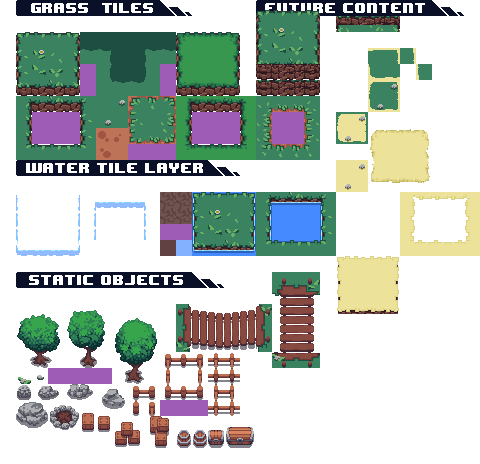 GRASS TILES
FUTURE CONTENT
WATER TILE LAYER
STATIC OBJECTS